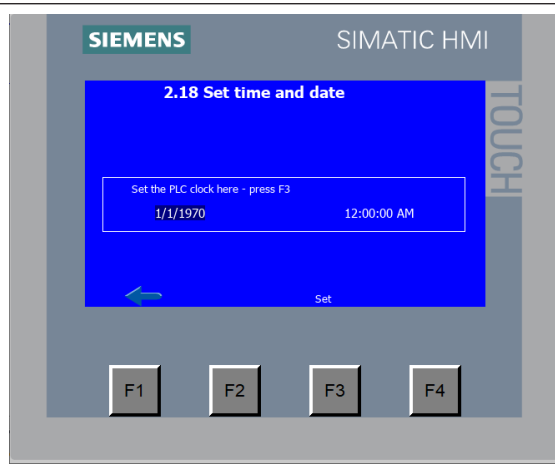 SIEMENS
SIMATIC HMI
TOUCH
2.18 Set time and date
Set the PLC clock here - press F3
1/1/1970 12:00:00 AM
Set
F1 F2 F3 F4